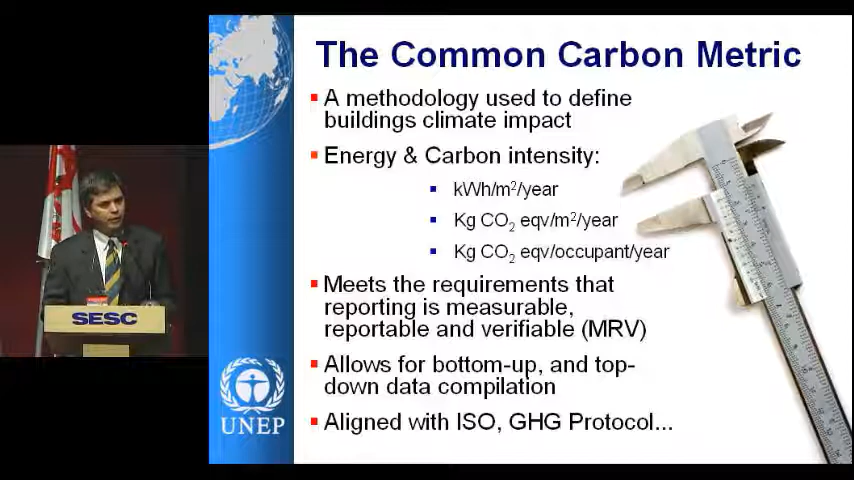 The Common Carbon Metric
▪ A methodology used to define
buildings climate impact
▪ Energy & Carbon intensity:
▪ kWh/m²/year
▪ Kg CO₂ eqv/m²/year
▪ Kg CO₂ eqv/occupant/year
▪ Meets the requirements that
reporting is measurable,
reportable and verifiable (MRV)
▪ Allows for bottom-up, and top-
down data compilation
▪ Aligned with ISO, GHG Protocol...
UNEP
SESC